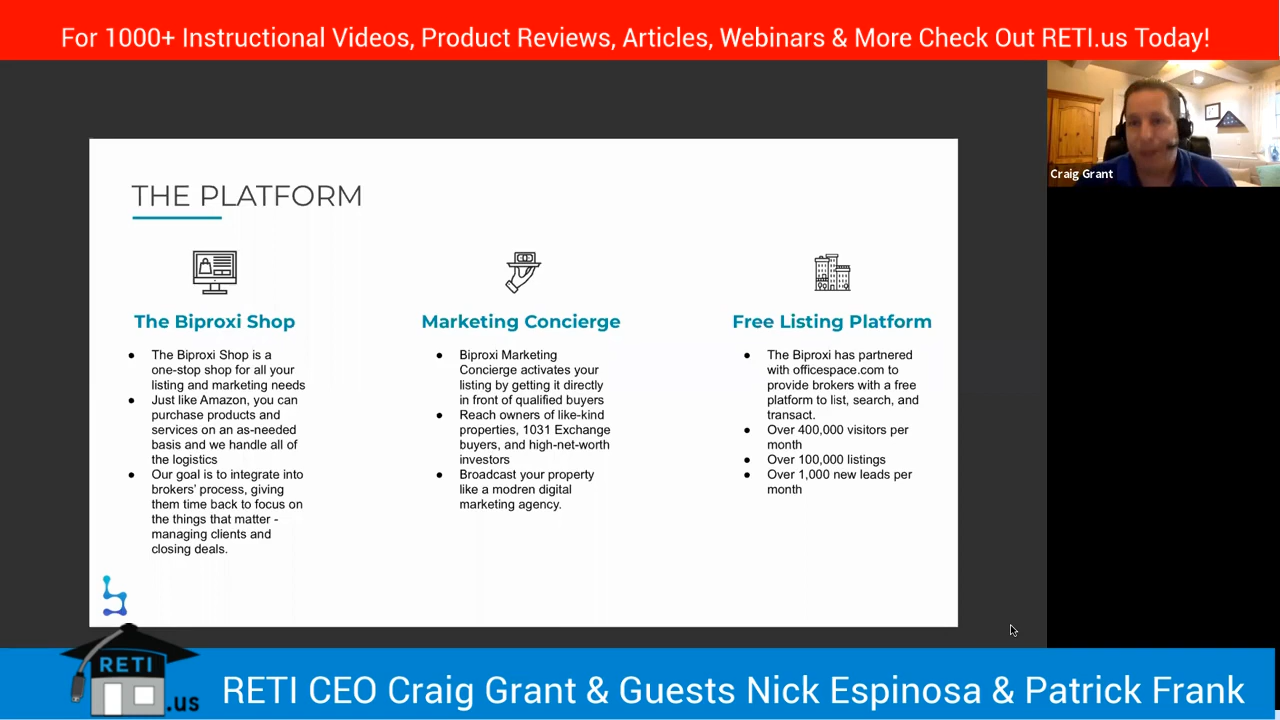 For 1000+ Instructional Videos, Product Reviews, Articles, Webinars & More Check Out RETI.us Today!
Craig Grant
THE PLATFORM
The Biproxi Shop
● The Biproxi Shop is a
one-stop shop for all your
listing and marketing needs
● Just like Amazon, you can
purchase products and
services on an as-needed
basis and we handle all of
the logistics
● Our goal is to integrate into
brokers' process, giving
them time back to focus on
the things that matter -
managing clients and
closing deals.
Marketing Concierge
● Biproxi Marketing
Concierge activates your
listing by getting it directly
in front of qualified buyers
● Reach owners of like-kind
properties, 1031 Exchange
buyers, and high-net-worth
investors
● Broadcast your property
like a modren digital
marketing agency.
Free Listing Platform
● The Biproxi has partnered
with officespace.com to
provide brokers with a free
platform to list, search, and
transact.
● Over 400,000 visitors per
month
● Over 100,000 listings
● Over 1,000 new leads per
month
RETI
.us
RETI CEO Craig Grant & Guests Nick Espinosa & Patrick Frank